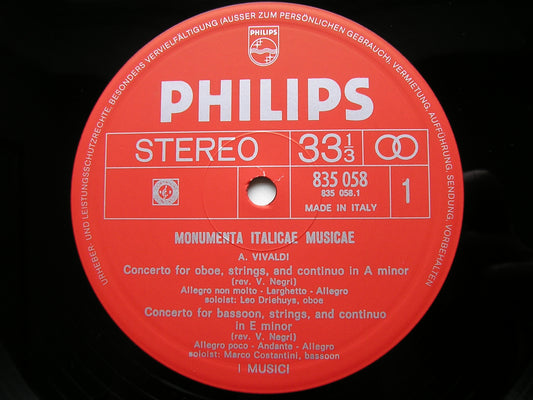 URHEBER- UND LEISTUNGSSCHUTZRECHTE, BESONDERS VERVIELFÄLTIGUNG (AUSSER ZUM PERSÖNLICHEN GEBRAUCH), VERMIETUNG, AUFFÜHRUNG, SENDUNG, VORBEHALTEN
PHILIPS
PHILIPS
STEREO
33 1/3
835 058
835 058.1
MADE IN ITALY
1
MONUMENTA ITALICAE MUSICAE
A. VIVALDI
Concerto for oboe, strings, and continuo in A minor
(rev. V. Negri)
Allegro non molto - Larghetto - Allegro
soloist: Leo Driehuys, oboe
Concerto for bassoon, strings, and continuo
in E minor
(rev. V. Negri)
Allegro poco - Andante - Allegro
soloist: Marco Costantini, bassoon
I MUSICI